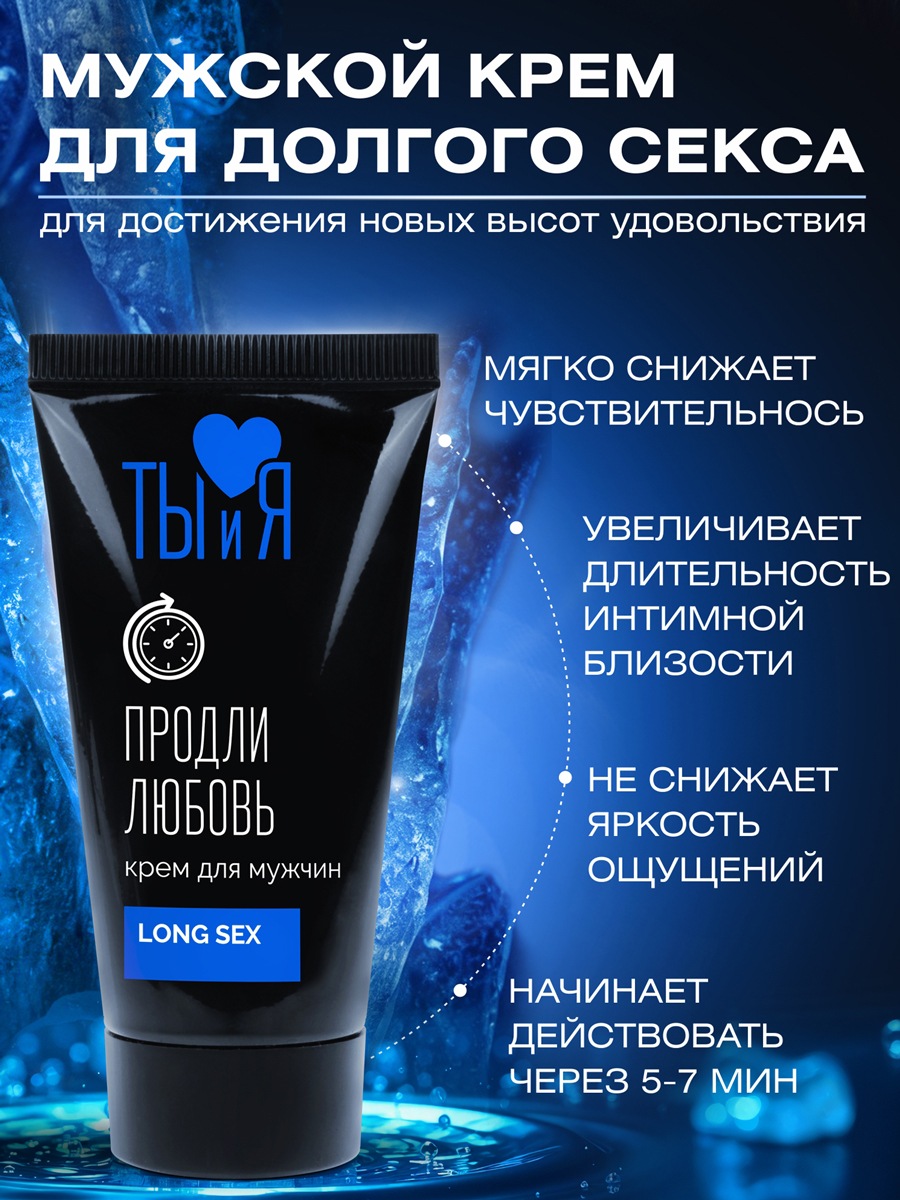 МУЖСКОЙ КРЕМ
ДЛЯ ДОЛГОГО СЕКСА
для достижения новых высот удовольствия
МЯГКО СНИЖАЕТ
ЧУВСТВИТЕЛЬНОСЬ
УВЕЛИЧИВАЕТ
ДЛИТЕЛЬНОСТЬ
ИНТИМНОЙ
БЛИЗОСТИ
НЕ СНИЖАЕТ
ЯРКОСТЬ
ОЩУЩЕНИЙ
НАЧИНАЕТ
ДЕЙСТВОВАТЬ
ЧЕРЕЗ 5-7 МИН
ТЫ и Я
ПРОДЛИ
ЛЮБОВЬ
крем для мужчин
LONG SEX